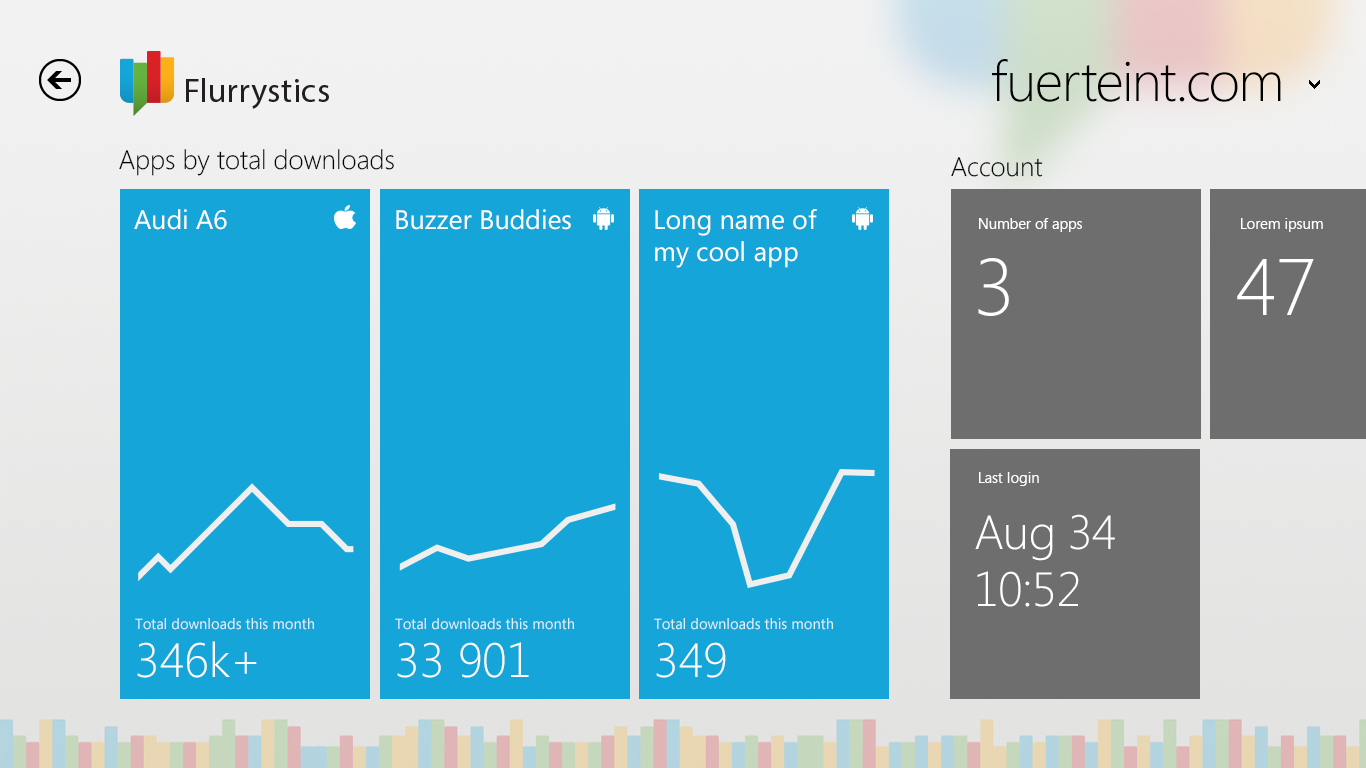 Flurrystics
fuerteint.com
Apps by total downloads
Audi A6
Buzzer Buddies
Long name of
my cool app
Total downloads this month
346k+
Total downloads this month
33 901
Total downloads this month
349
Account
Number of apps
3
Lorem ipsum
47
Last login
Aug 34
10:52